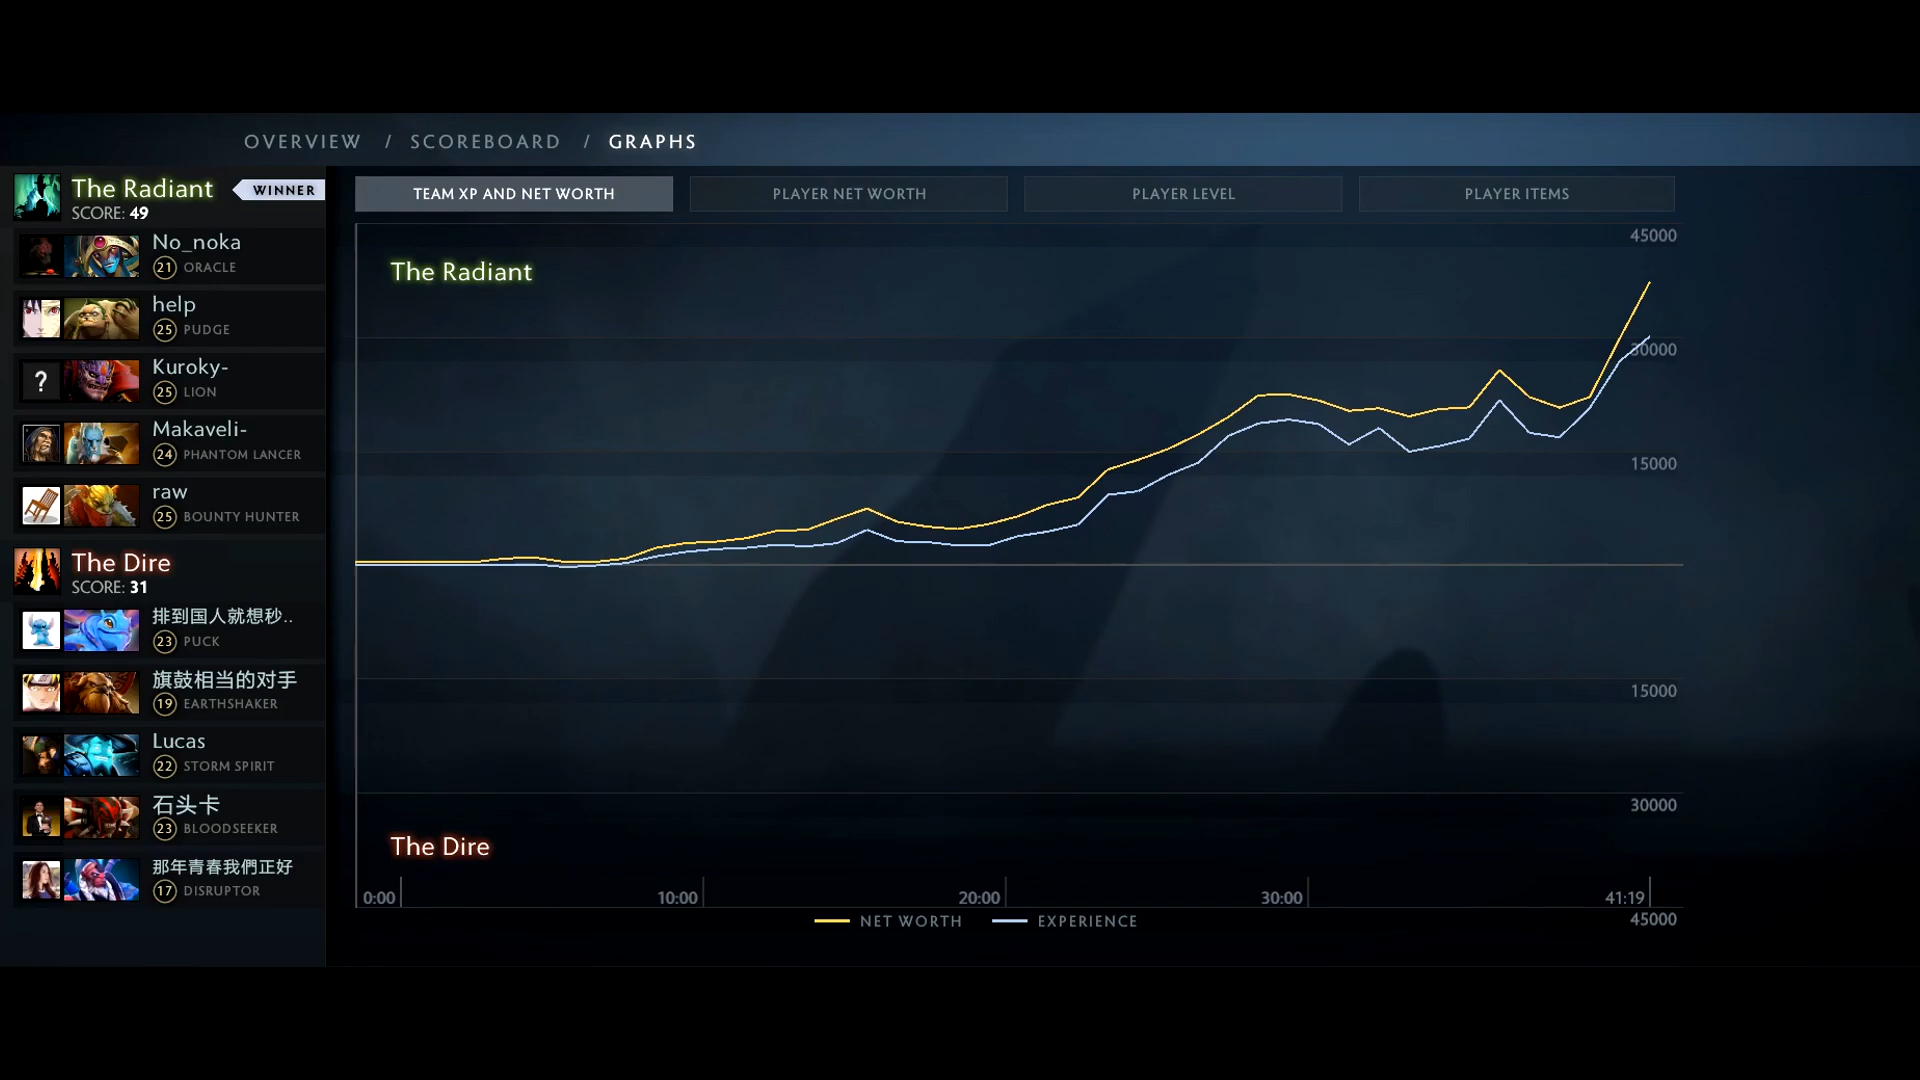 OVERVIEW / SCOREBOARD / GRAPHS
The Radiant WINNER
SCORE: 49
No_noka
21 ORACLE
help
25 PUDGE
?
Kuroky-
25 LION
Makaveli-
24 PHANTOM LANCER
raw
25 BOUNTY HUNTER
The Dire
SCORE: 31
排到国人就想秒..
23 PUCK
旗鼓相当的对手
19 EARTHSHAKER
Lucas
22 STORM SPIRIT
石头卡
23 BLOODSEEKER
那年青春我們正好
17 DISRUPTOR
TEAM XP AND NET WORTH PLAYER NET WORTH PLAYER LEVEL PLAYER ITEMS
45000
The Radiant
30000
15000
15000
30000
The Dire
0:00 10:00 20:00 30:00 41:19
45000
NET WORTH EXPERIENCE